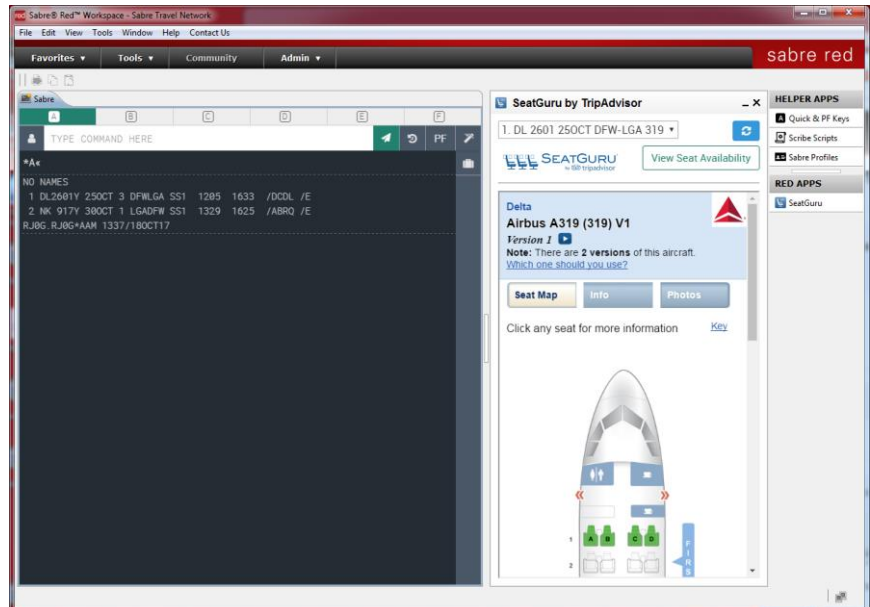 Sabre® Red™ Workspace - Sabre Travel Network
File Edit View Tools Window Help Contact Us
Favorites ▾ Tools ▾ Community Admin ▾
sabre red
Sabre
A B C D E F
TYPE COMMAND HERE
PF
*A«
NO NAMES
1 DL2601Y 25OCT 3 DFWLGA SS1 1205 1633 /DCDL /E
2 NK 917Y 30OCT 1 LGADFW SS1 1329 1625 /ABRQ /E
RJ0G.RJ0G*AAM 1337/18OCT17
SeatGuru by TripAdvisor
1. DL 2601 25OCT DFW-LGA 319 ▾
SEATGURU
by tripadvisor
View Seat Availability
Delta
Airbus A319 (319) V1
Version 1
Note: There are 2 versions of this aircraft.
Which one should you use?
Seat Map Info Photos
Click any seat for more information Key
1 A B C D
2
FIRS
HELPER APPS
Quick & PF Keys
Scribe Scripts
Sabre Profiles
RED APPS
SeatGuru